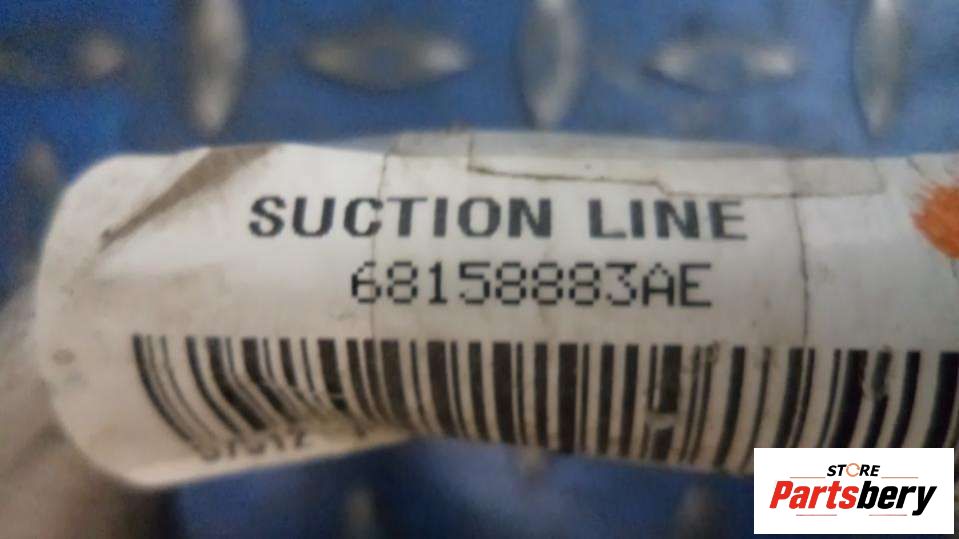 SUCTION LINE
68158883AE
STORE
Partsbery